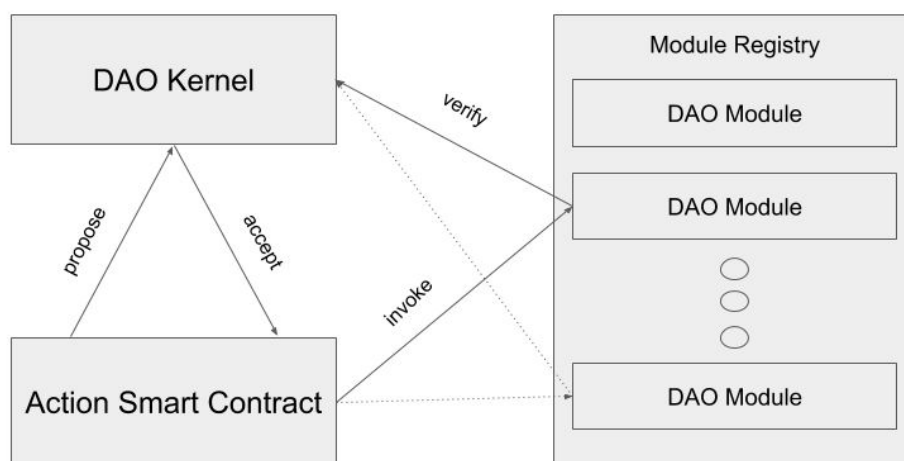 DAO Kernel
Module Registry
DAO Module
verify
DAO Module
propose
accept
invoke
Action Smart Contract
DAO Module